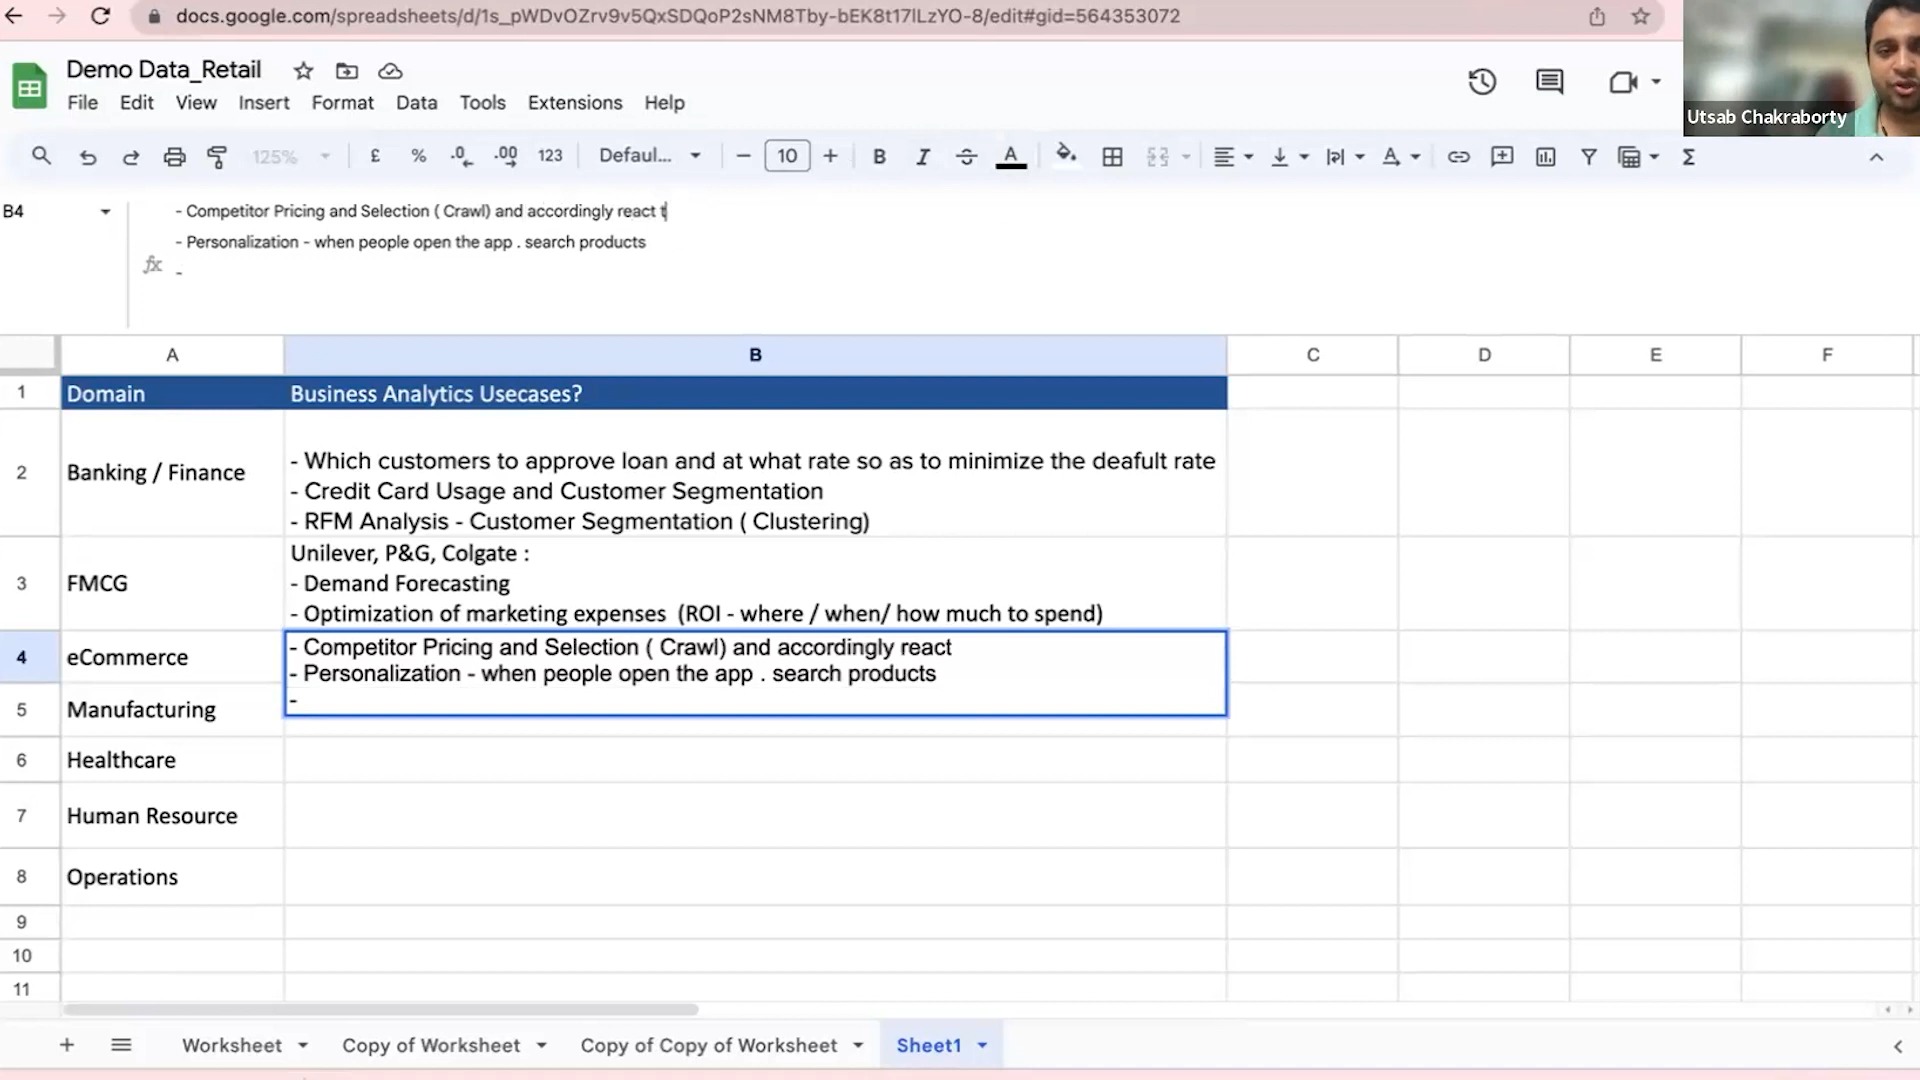 docs.google.com/spreadsheets/d/1s_pWDvOZrv9v5QxSDQoP2sNM8Tby-bEK8t17lLzYO-8/edit#gid=564353072
Demo Data_Retail
File Edit View Insert Format Data Tools Extensions Help
Utsab Chakraborty
125% £ % .0 .00 123 Defaul... 10 B I A A Σ
B4
- Competitor Pricing and Selection ( Crawl) and accordingly react t
- Personalization - when people open the app . search products
fx -
A B C D E F
1 Domain Business Analytics Usecases?
2 Banking / Finance
- Which customers to approve loan and at what rate so as to minimize the deafult rate
- Credit Card Usage and Customer Segmentation
- RFM Analysis - Customer Segmentation ( Clustering)
3 FMCG
Unilever, P&G, Colgate :
- Demand Forecasting
- Optimization of marketing expenses (ROI - where / when/ how much to spend)
4 eCommerce
- Competitor Pricing and Selection ( Crawl) and accordingly react
- Personalization - when people open the app . search products
-
5 Manufacturing
6 Healthcare
7 Human Resource
8 Operations
9
10
11
+ Worksheet Copy of Worksheet Copy of Copy of Worksheet Sheet1